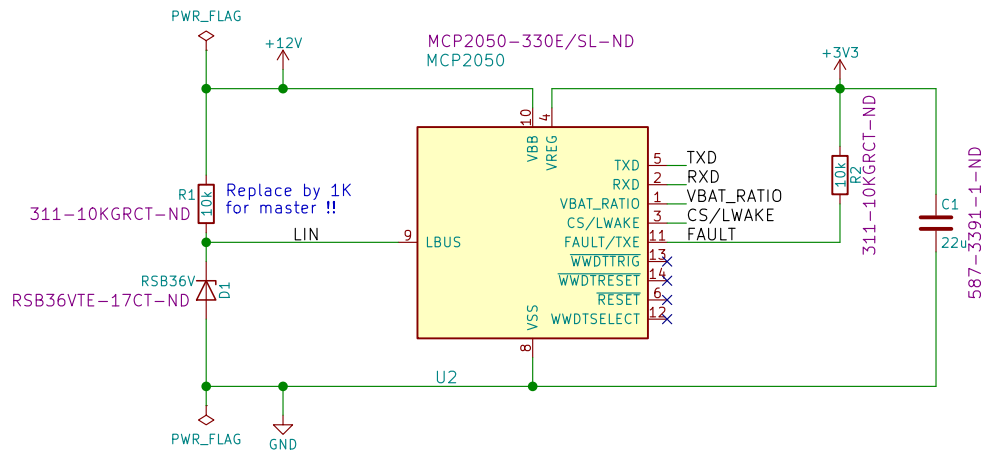 PWR_FLAG
+12V
MCP2050-330E/SL-ND
MCP2050
+3V3
10
VBB
4
VREG
R1
10k
311-10KGRCT-ND
Replace by 1K
for master !!
LIN
9
LBUS
TXD
5
TXD
RXD
2
RXD
VBAT_RATIO
1
VBAT_RATIO
CS/LWAKE
3
CS/LWAKE
FAULT/TXE
11
FAULT
WWDTTRIG
13
WWDTRESET
14
RESET
6
WWDTSELECT
12
R2
10k
311-10KGRCT-ND
C1
22u
587-3391-1-ND
RSB36V
D1
RSB36VTE-17CT-ND
VSS
8
U2
PWR_FLAG
GND